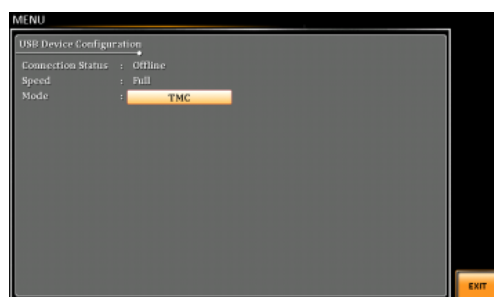 MENU
USB Device Configuration
Connection Status : Offline
Speed : Full
Mode : TMC
EXIT